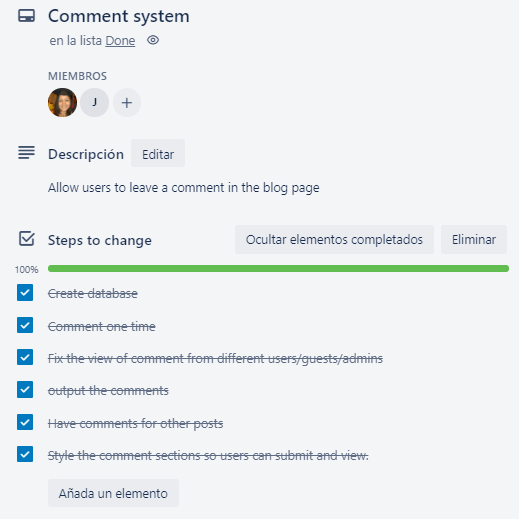 Comment system
en la lista Done
MIEMBROS
J +
Descripción Editar
Allow users to leave a comment in the blog page
Steps to change Ocultar elementos completados Eliminar
100%
Create database
Comment one time
Fix the view of comment from different users/guests/admins
output the comments
Have comments for other posts
Style the comment sections so users can submit and view.
Añada un elemento